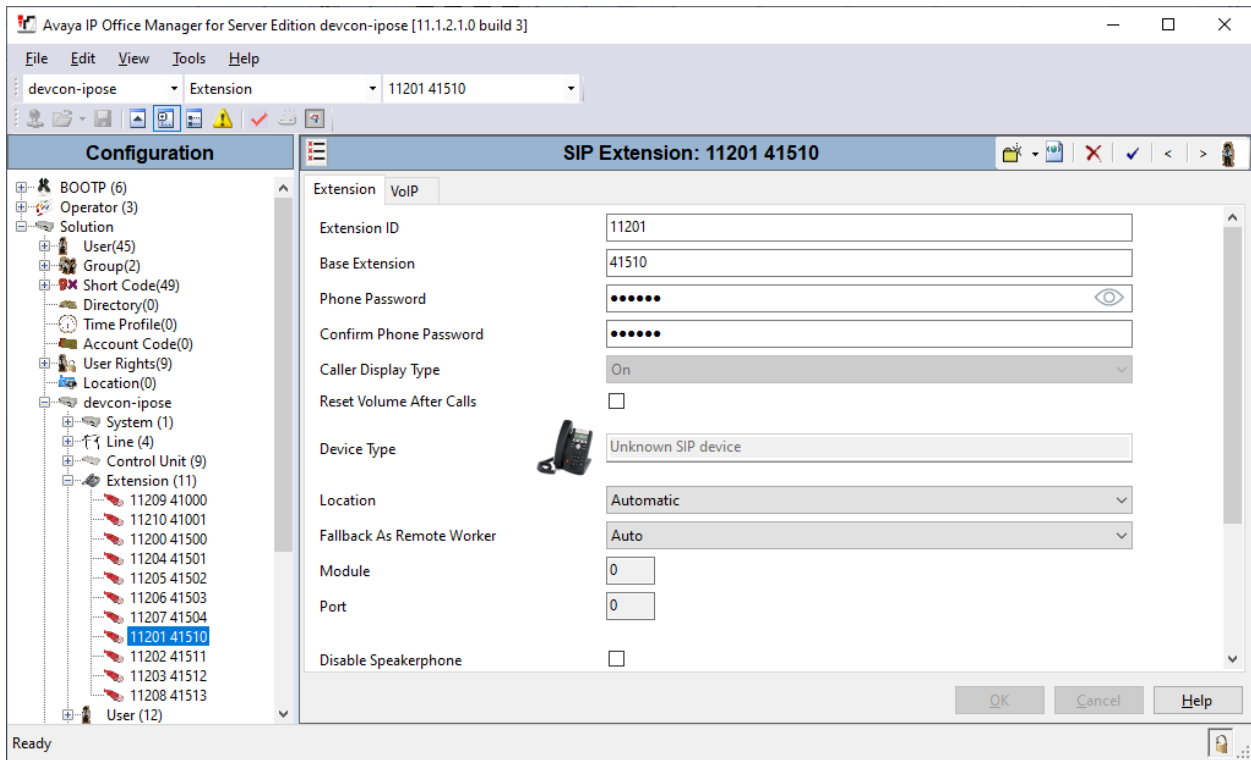 Avaya IP Office Manager for Server Edition devcon-ipose [11.1.2.1.0 build 3]
File Edit View Tools Help
devcon-ipose Extension 11201 41510
Configuration
BOOTP (6)
Operator (3)
Solution
User(45)
Group(2)
Short Code(49)
Directory(0)
Time Profile(0)
Account Code(0)
User Rights(9)
Location(0)
devcon-ipose
System (1)
Line (4)
Control Unit (9)
Extension (11)
11209 41000
11210 41001
11200 41500
11204 41501
11205 41502
11206 41503
11207 41504
11201 41510
11202 41511
11203 41512
11208 41513
User (12)
SIP Extension: 11201 41510
Extension VoIP
Extension ID 11201
Base Extension 41510
Phone Password ••••••
Confirm Phone Password ••••••
Caller Display Type On
Reset Volume After Calls
Device Type Unknown SIP device
Location Automatic
Fallback As Remote Worker Auto
Module 0
Port 0
Disable Speakerphone
OK Cancel Help
Ready